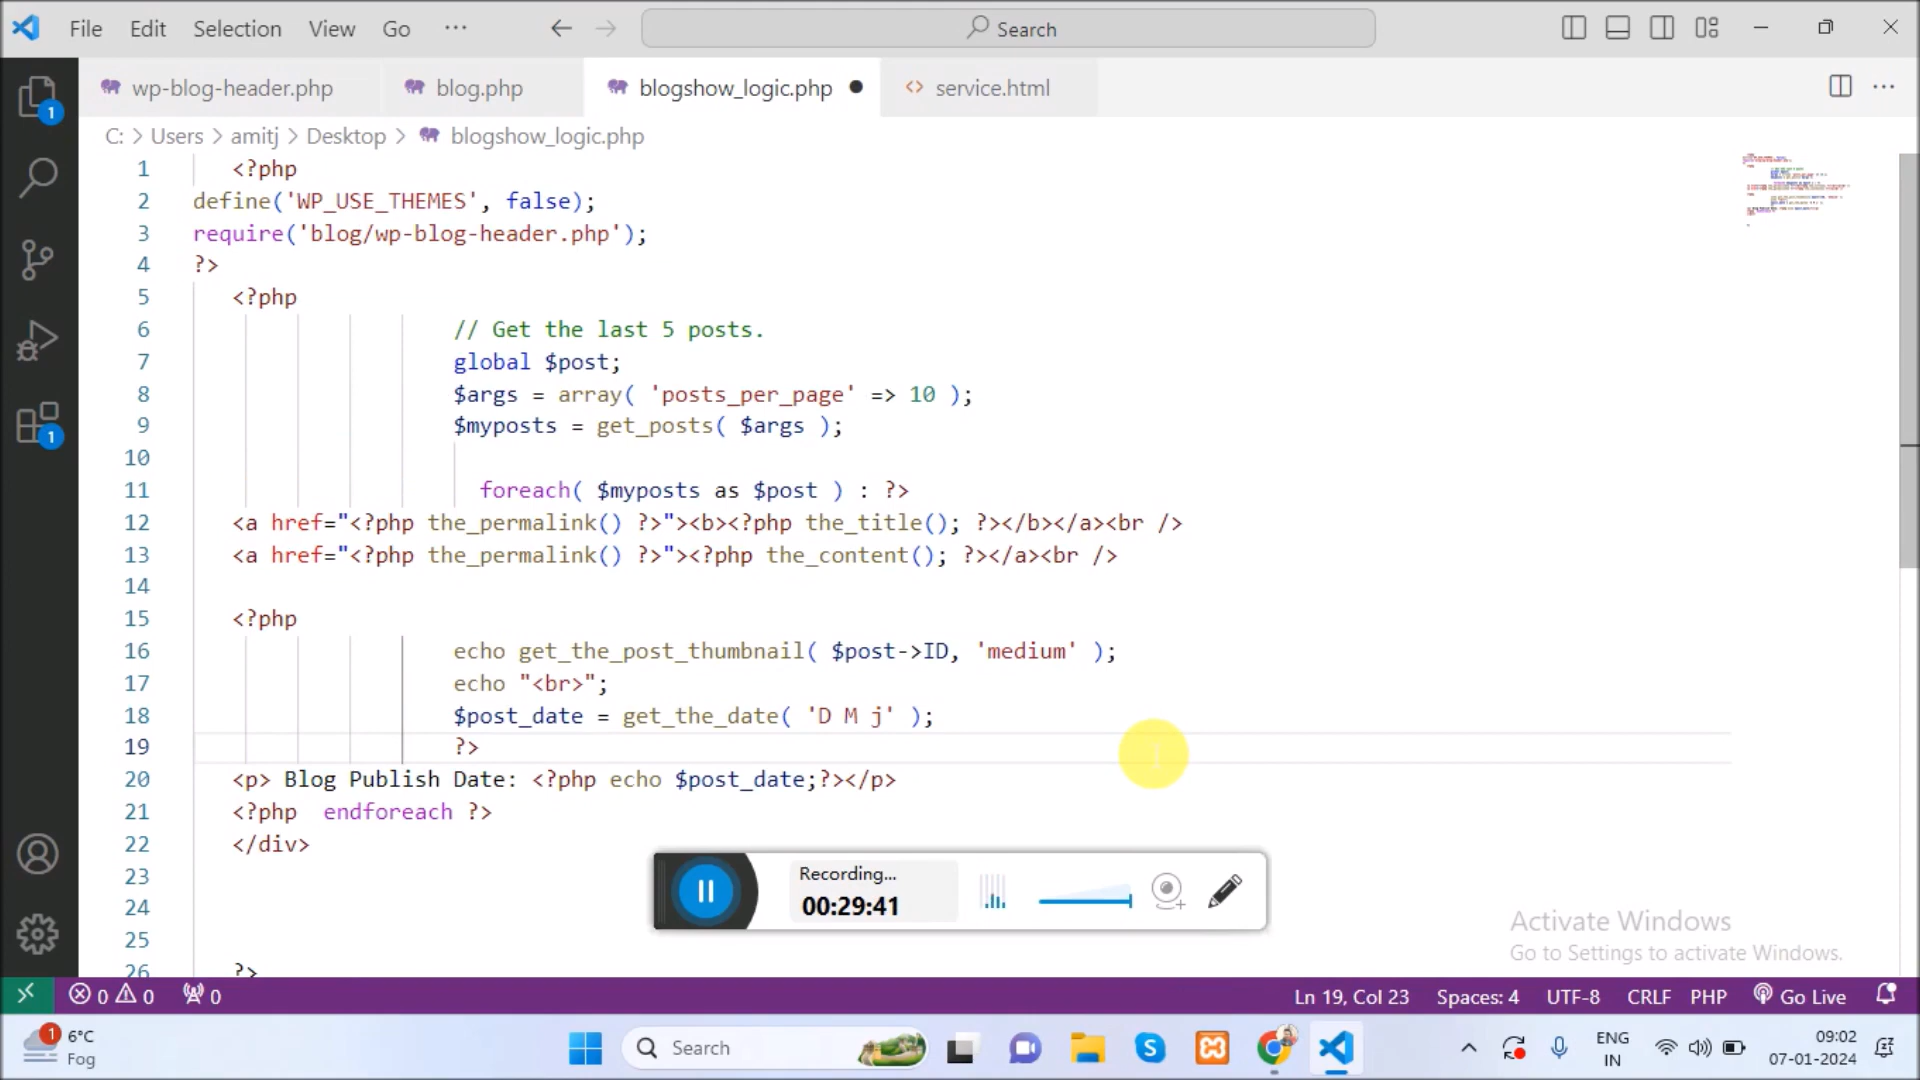 File Edit Selection View Go ··· Search
wp-blog-header.php blog.php blogshow_logic.php service.html
C: > Users > amitj > Desktop > blogshow_logic.php
1 <?php
2 define('WP_USE_THEMES', false);
3 require('blog/wp-blog-header.php');
4 ?>
5 <?php
6 // Get the last 5 posts.
7 global $post;
8 $args = array( 'posts_per_page' => 10 );
9 $myposts = get_posts( $args );
10
11 foreach( $myposts as $post ) : ?>
12 <a href="<?php the_permalink() ?>"><b><?php the_title(); ?></b></a><br />
13 <a href="<?php the_permalink() ?>"><?php the_content(); ?></a><br />
14
15 <?php
16 echo get_the_post_thumbnail( $post->ID, 'medium' );
17 echo "<br>";
18 $post_date = get_the_date( 'D M j' );
19 ?>
20 <p> Blog Publish Date: <?php echo $post_date;?></p>
21 <?php  endforeach ?>
22 </div>
23
24
25
26 ?>
1
1
Recording...
00:29:41
Activate Windows
Go to Settings to activate Windows.
0 0 0 Ln 19, Col 23 Spaces: 4 UTF-8 CRLF PHP Go Live
1 6°C
Fog
Search
ENG
IN
09:02
07-01-2024